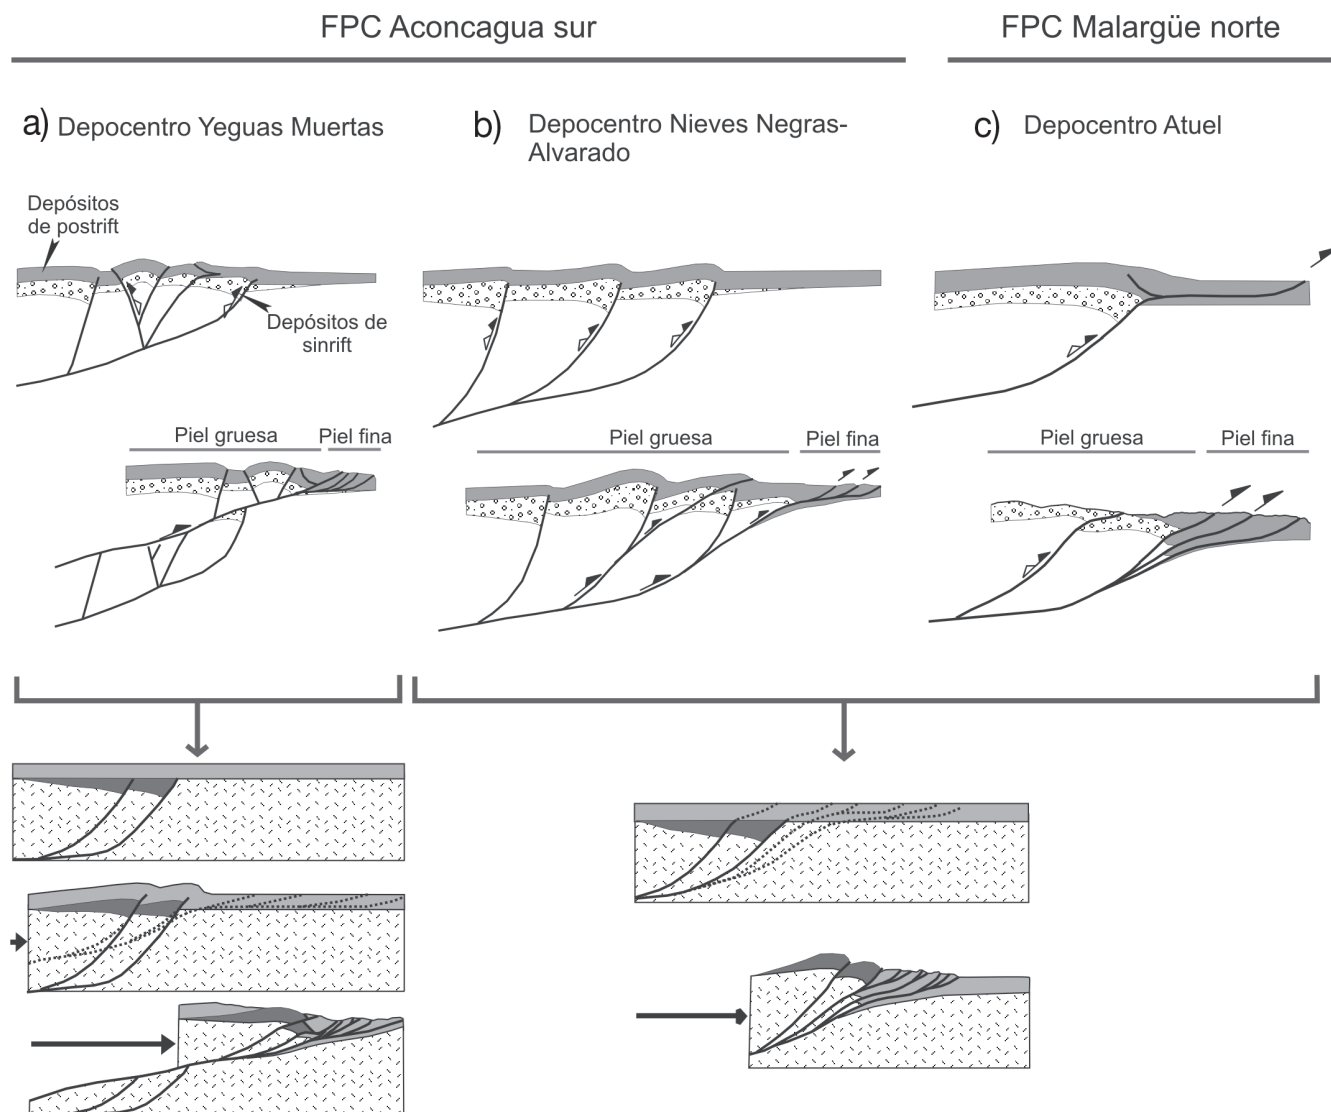 FPC Aconcagua sur
FPC Malargüe norte
a) Depocentro Yeguas Muertas
b) Depocentro Nieves Negras-
Alvarado
c) Depocentro Atuel
Depósitos
de postrift
Depósitos de
sinrift
Piel gruesa
Piel fina
Piel gruesa
Piel fina
Piel gruesa
Piel fina